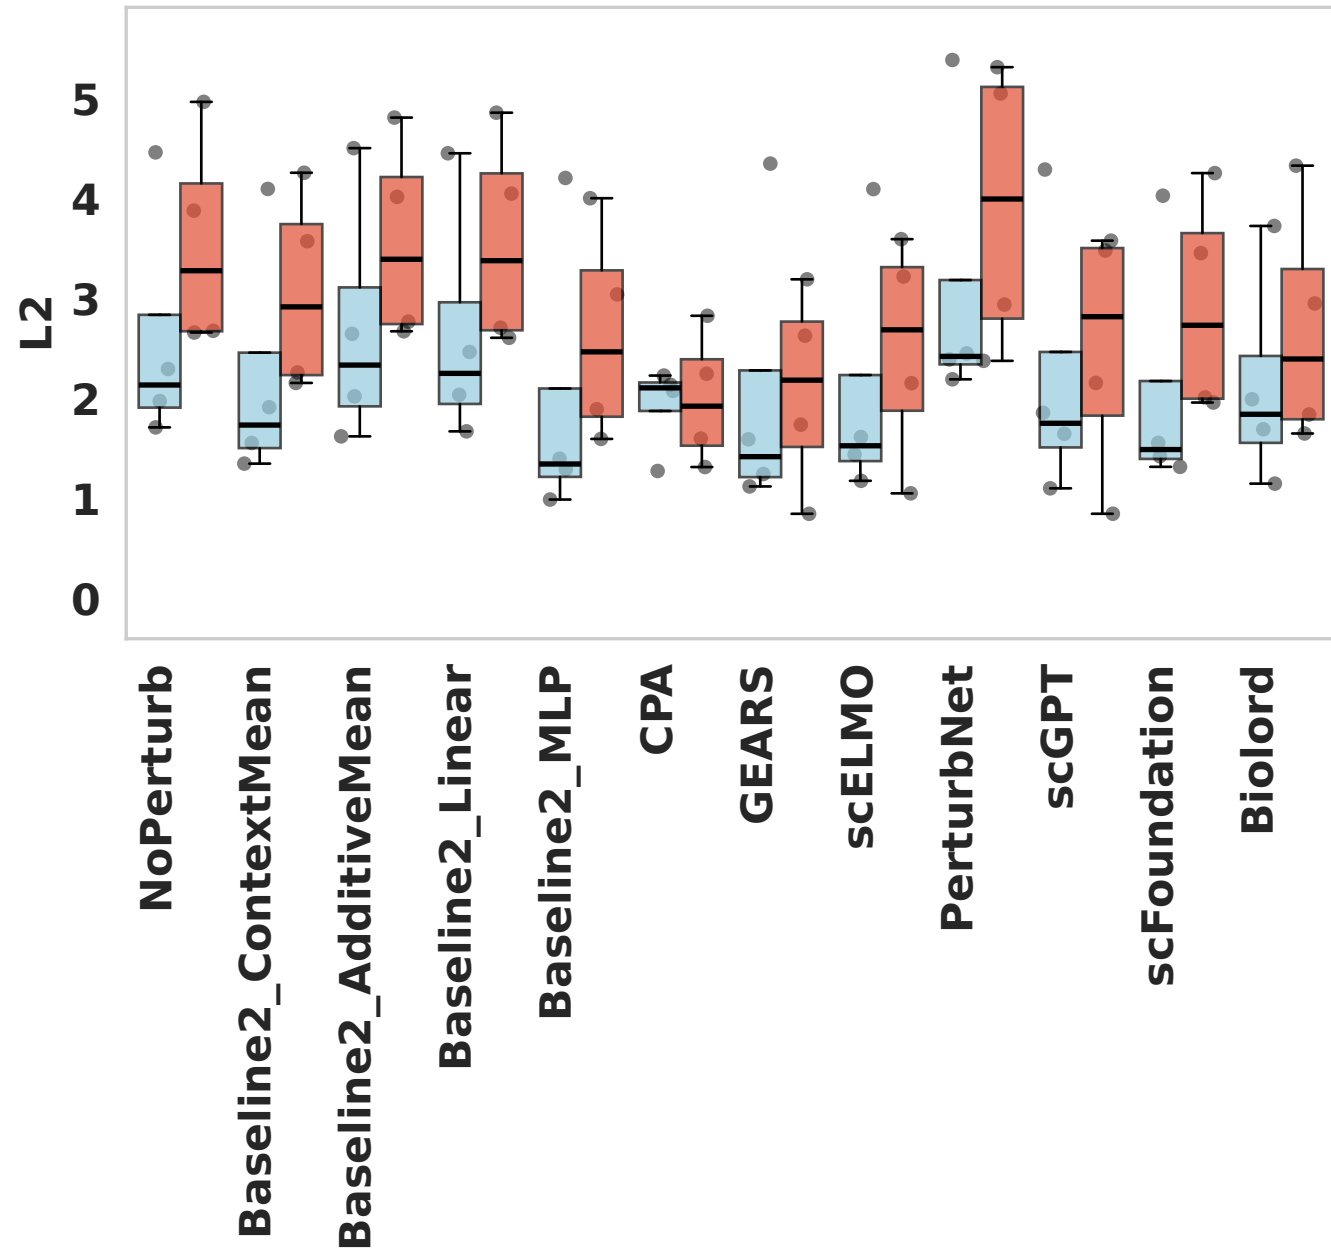 L2
5
4
3
2
1
0
NoPerturb
Baseline2_ContextMean
Baseline2_AdditiveMean
Baseline2_Linear
Baseline2_MLP
CPA
GEARS
scELMO
PerturbNet
scGPT
scFoundation
Biolord